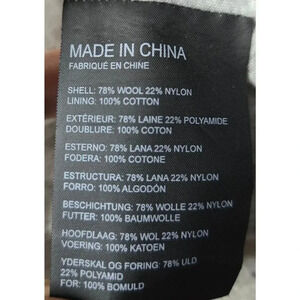 MADE IN CHINA
FABRIQUÉ EN CHINE
SHELL: 78% WOOL 22% NYLON
LINING: 100% COTTON
EXTÉRIEUR: 78% LAINE 22% POLYAMIDE
DOUBLURE: 100% COTON
ESTERNO: 78% LANA 22% NYLON
FODERA: 100% COTONE
ESTRUCTURA: 78% LANA 22% NYLON
FORRO: 100% ALGODÓN
BESCHICHTUNG: 78% WOLLE 22% NYLON
FUTTER: 100% BAUMWOLLE
HOOFDLAAG: 78% WOL 22% NYLON
VOERING: 100% KATOEN
YDERSKAL OG FORING: 78% ULD
22% POLYAMID
FOR: 100% BOMULD